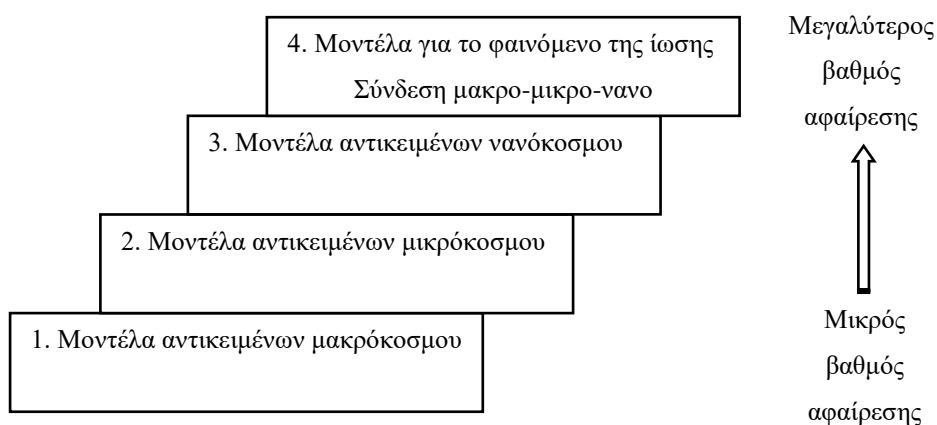 4. Μοντέλα για το φαινόμενο της ίωσης
Σύνδεση μακρο-μικρο-νανο
3. Μοντέλα αντικειμένων νανόκοσμου
2. Μοντέλα αντικειμένων μικρόκοσμου
1. Μοντέλα αντικειμένων μακρόκοσμου
Μεγαλύτερος
βαθμός
αφαίρεσης
Μικρός
βαθμός
αφαίρεσης